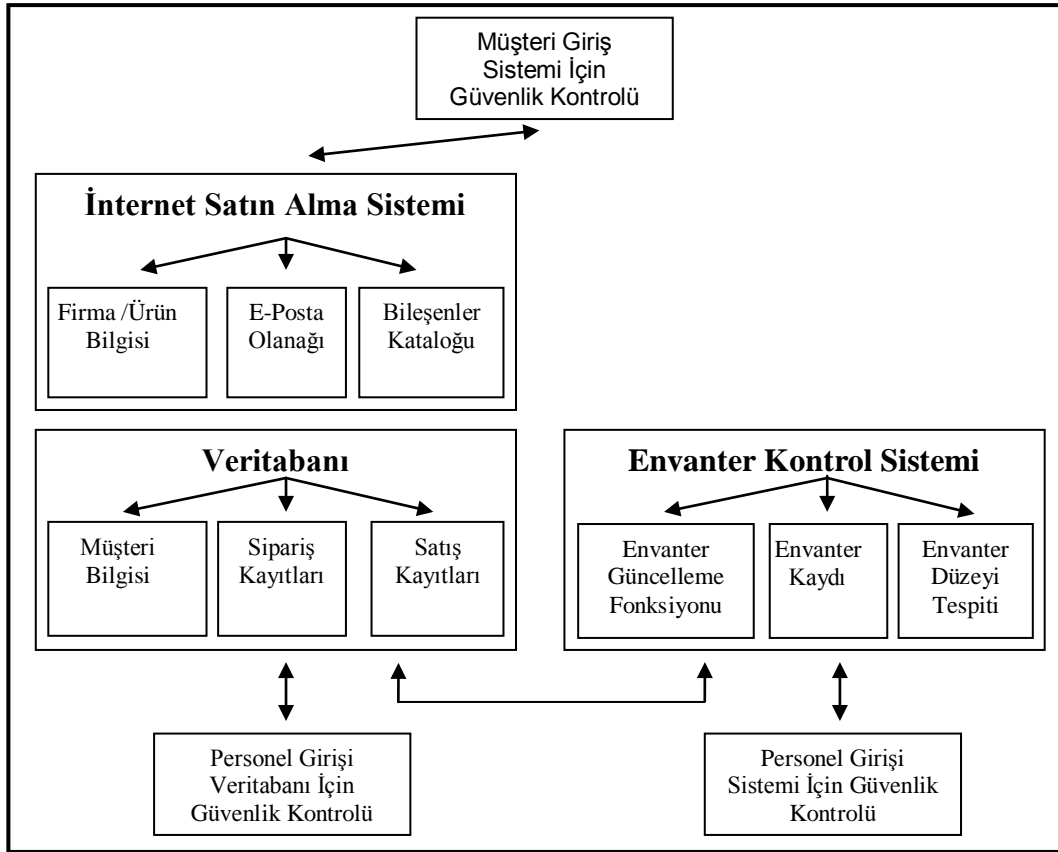 Müşteri Giriş
Sistemi İçin
Güvenlik Kontrolü
İnternet Satın Alma Sistemi
Firma /Ürün
Bilgisi
E-Posta
Olanağı
Bileşenler
Kataloğu
Veritabanı
Müşteri
Bilgisi
Sipariş
Kayıtları
Satış
Kayıtları
Envanter Kontrol Sistemi
Envanter
Güncelleme
Fonksiyonu
Envanter
Kaydı
Envanter
Düzeyi
Tespiti
Personel Girişi
Veritabanı İçin
Güvenlik Kontrolü
Personel Girişi
Sistemi İçin Güvenlik
Kontrolü